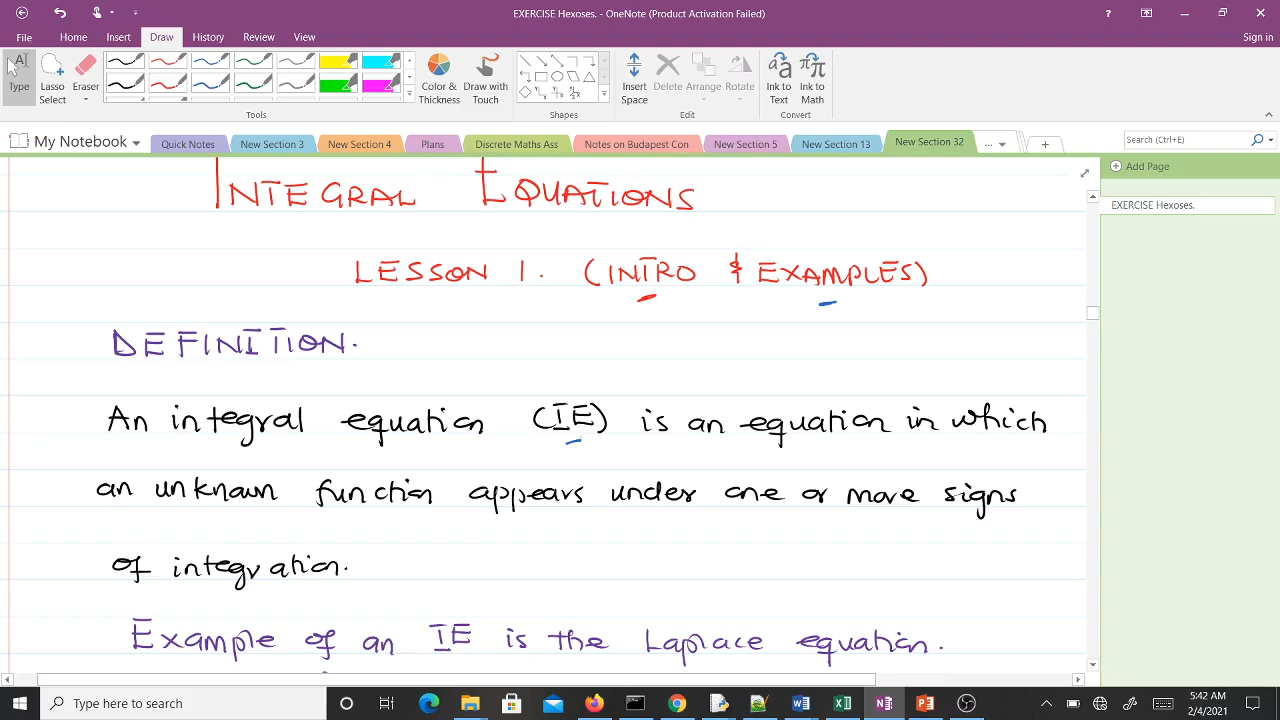 EXERCISE Hexoses. - OneNote (Product Activation Failed)
File Home Insert Draw History Review View Sign in
Type Lasso Select Eraser Color & Thickness Draw with Touch Insert Space Delete Arrange Rotate Ink to Text Ink to Math
Tools Shapes Edit Convert
My Notebook Quick Notes New Section 3 New Section 4 Plans Discrete Maths Ass Notes on Budapest Con New Section 5 New Section 13 New Section 32 ... Search (Ctrl+E)
Add Page
EXERCISE Hexoses.
INTEGRAL EQUATIONS
LESSON 1. (INTRO & EXAMPLES)
DEFINITION.
An integral equation (IE) is an equation in which
an unknown function appears under one or more signs
of integration.
Example of an IE is the Laplace equation.
Type here to search
5:42 AM
2/4/2021